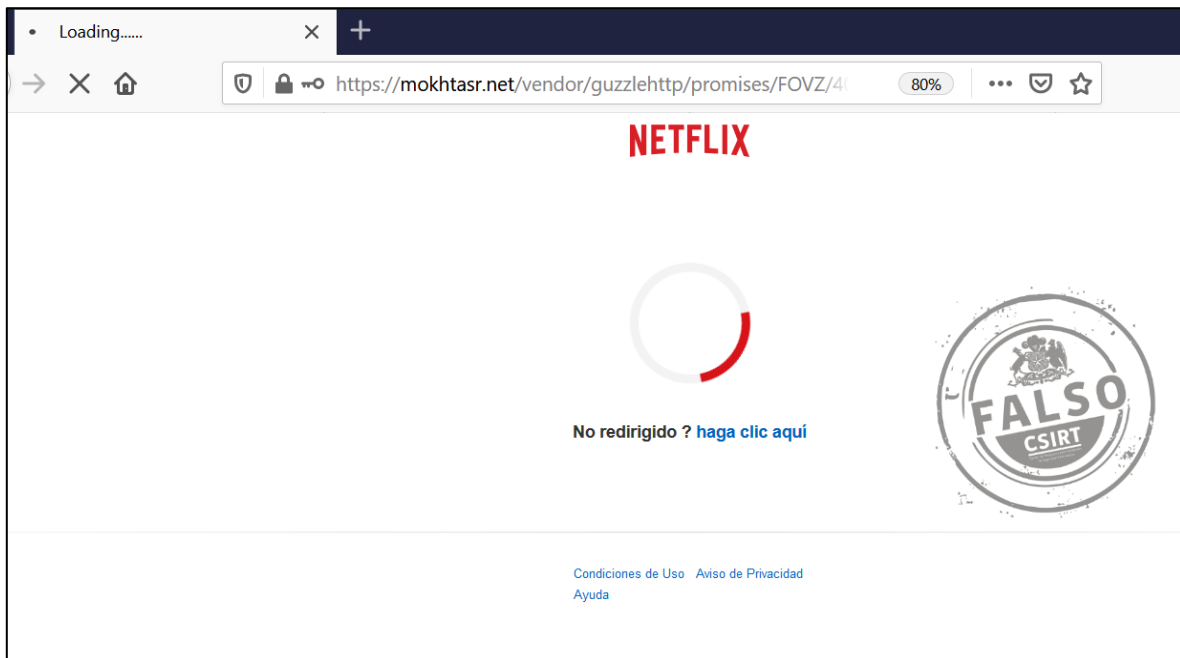 Loading......
https://mokhtasr.net/vendor/guzzlehttp/promises/FOVZ/4
80%
NETFLIX
No redirigido ? haga clic aquí
FALSO
CSIRT
Condiciones de Uso Aviso de Privacidad
Ayuda